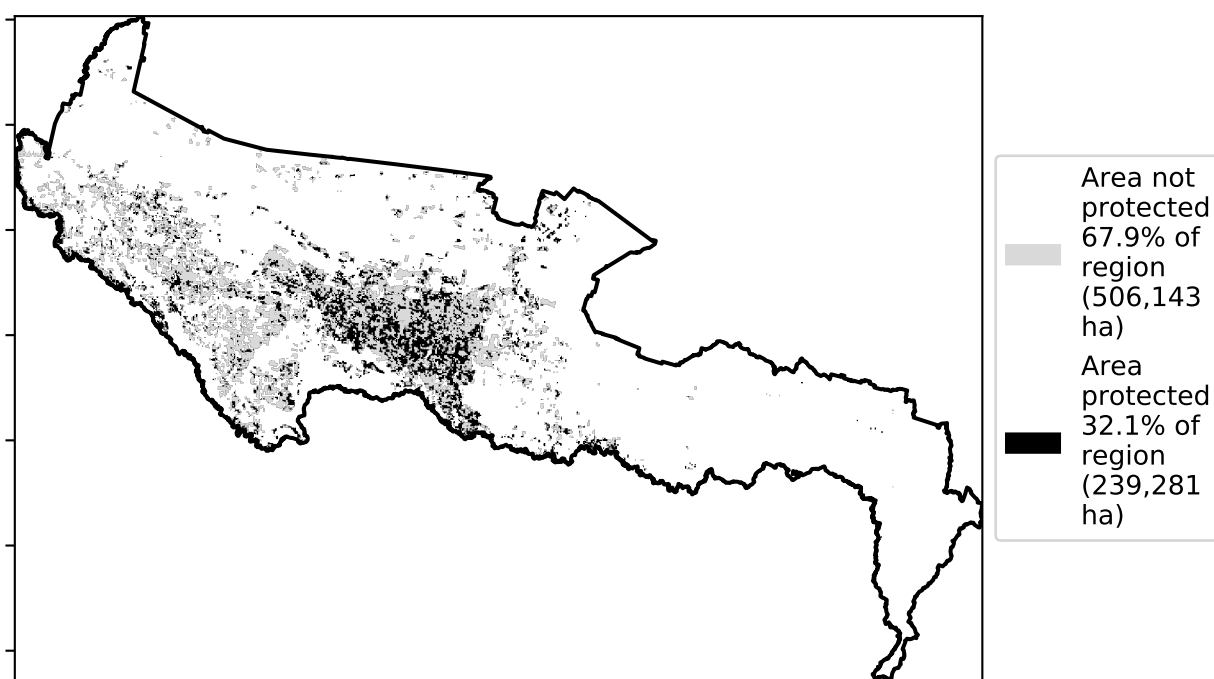 Area not
protected
67.9% of
region
(506,143
ha)
Area
protected
32.1% of
region
(239,281
ha)